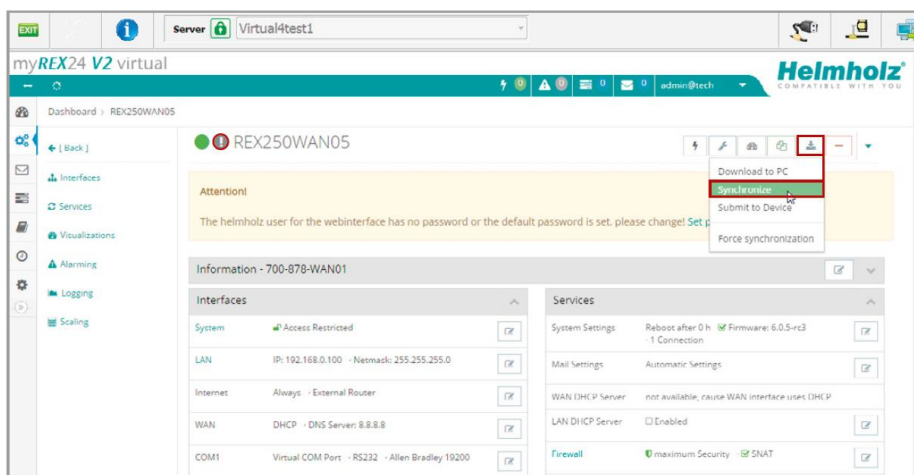 EXIT
Server Virtual4test1
myREX24 V2 virtual
Helmholz®
COMPATIBLE WITH YOU
0 0 0 0 admin@tech
Dashboard > REX250WAN05
[ Back ]
REX250WAN05
Interfaces
Services
Visualizations
Alarming
Logging
Scaling
Download to PC
Synchronize
Submit to Device
Force synchronization
Attention!
The helmholz user for the webinterface has no password or the default password is set. please change! Set p
Information - 700-878-WAN01
Interfaces
System Access Restricted
LAN IP: 192.168.0.100 · Netmask: 255.255.255.0
Internet Always · External Router
WAN DHCP · DNS Server: 8.8.8.8
COM1 Virtual COM Port · RS232 · Allen Bradley 19200
Services
System Settings Reboot after 0 h Firmware: 6.0.5-rc3
· 1 Connection
Mail Settings Automatic Settings
WAN DHCP Server not available, cause WAN interface uses DHCP
LAN DHCP Server Enabled
Firewall maximum Security · SNAT